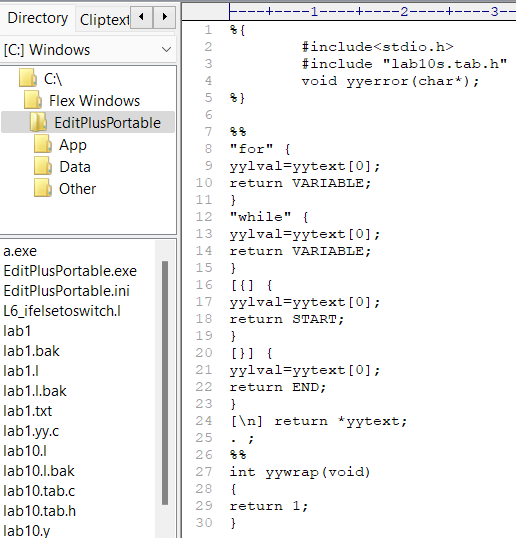 Directory Cliptext
[C:] Windows
C:\
Flex Windows
EditPlusPortable
App
Data
Other
a.exe
EditPlusPortable.exe
EditPlusPortable.ini
L6_ifelsetoswitch.l
lab1
lab1.bak
lab1.l
lab1.l.bak
lab1.txt
lab1.yy.c
lab10.l
lab10.l.bak
lab10.tab.c
lab10.tab.h
lab10.y
----+----1----+----2----+----3--
1 %{
2 #include<stdio.h>
3 #include "lab10s.tab.h"
4 void yyerror(char*);
5 %}
6
7 %%
8 "for" {
9 yylval=yytext[0];
10 return VARIABLE;
11 }
12 "while" {
13 yylval=yytext[0];
14 return VARIABLE;
15 }
16 [{] {
17 yylval=yytext[0];
18 return START;
19 }
20 [}] {
21 yylval=yytext[0];
22 return END;
23 }
24 [\n] return *yytext;
25 . ;
26 %%
27 int yywrap(void)
28 {
29 return 1;
30 }